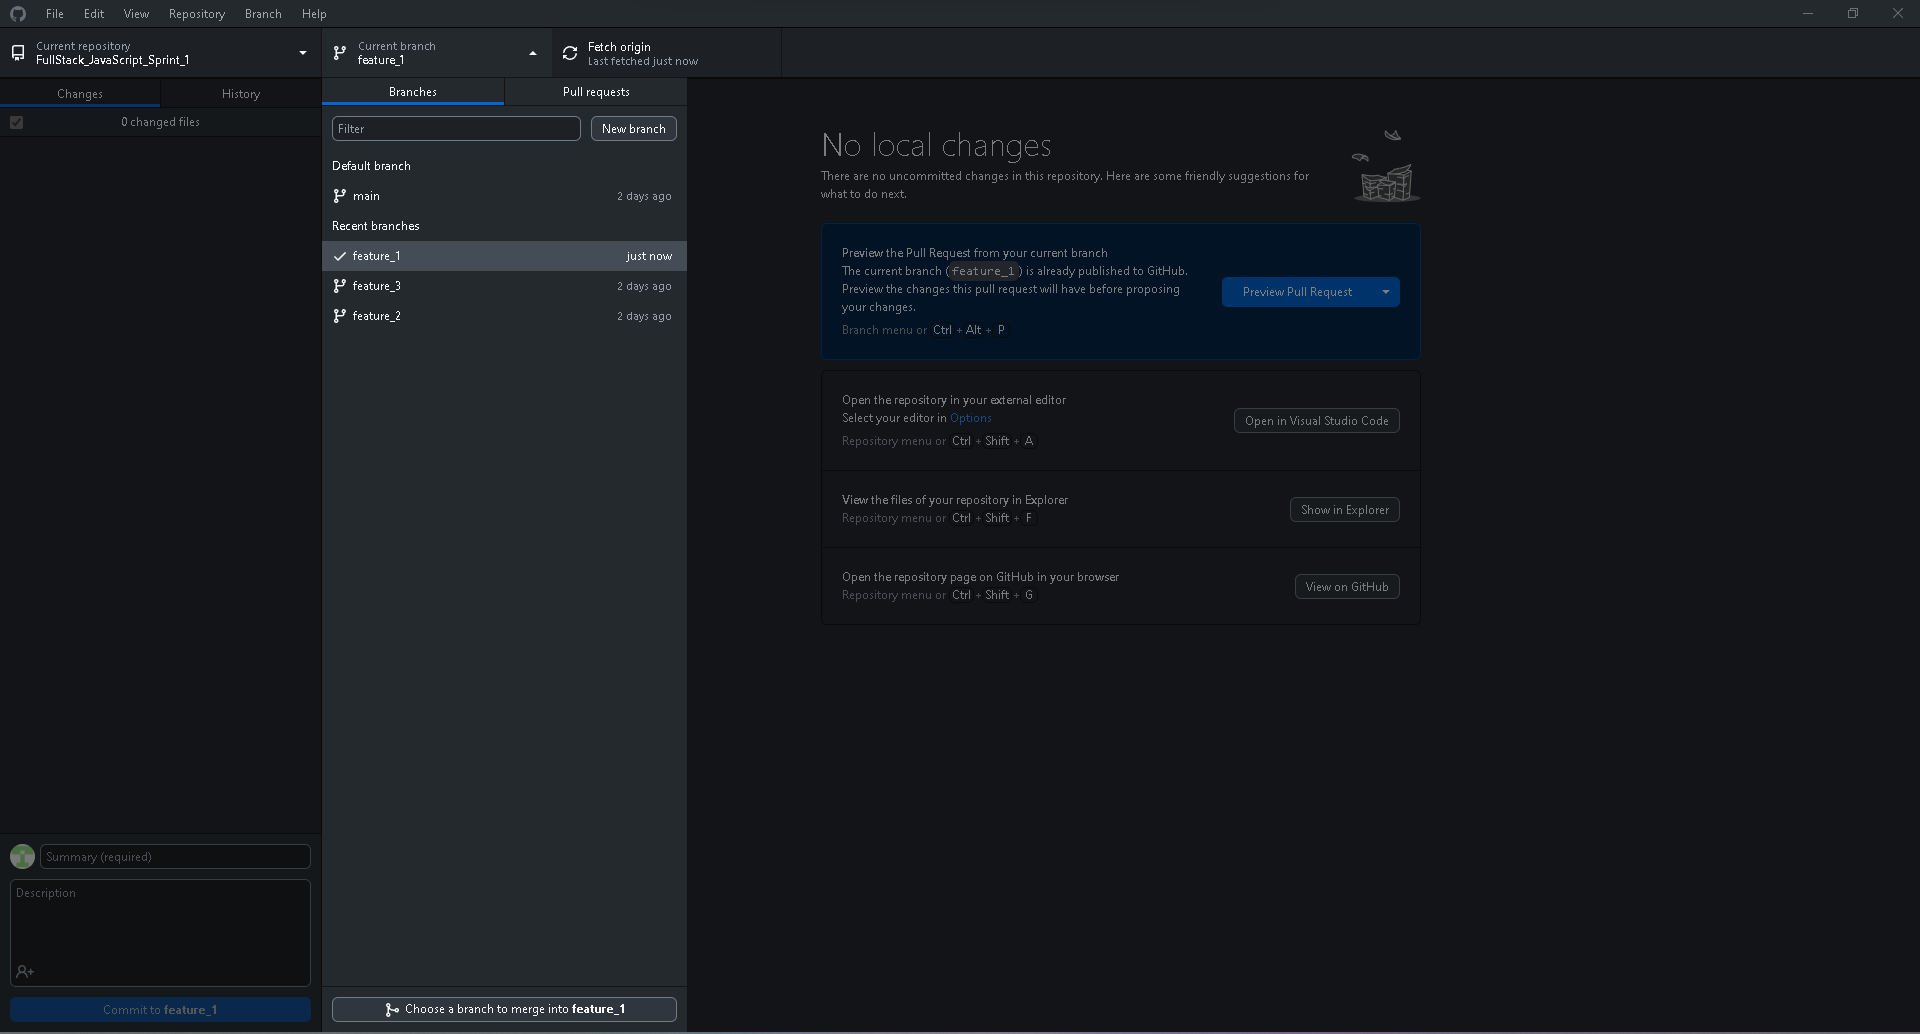 File Edit View Repository Branch Help
Current repository
FullStack_JavaScript_Sprint_1
Current branch
feature_1
Fetch origin
Last fetched just now
Changes
History
0 changed files
Summary (required)
Description
Commit to feature_1
Branches
Pull requests
Filter
New branch
Default branch
main 2 days ago
Recent branches
feature_1 just now
feature_3 2 days ago
feature_2 2 days ago
Choose a branch to merge into feature_1
No local changes
There are no uncommitted changes in this repository. Here are some friendly suggestions for
what to do next.
Preview the Pull Request from your current branch
The current branch (feature_1) is already published to GitHub.
Preview the changes this pull request will have before proposing
your changes.
Branch menu or Ctrl + Alt + P
Preview Pull Request
Open the repository in your external editor
Select your editor in Options
Repository menu or Ctrl + Shift + A
Open in Visual Studio Code
View the files of your repository in Explorer
Repository menu or Ctrl + Shift + F
Show in Explorer
Open the repository page on GitHub in your browser
Repository menu or Ctrl + Shift + G
View on GitHub